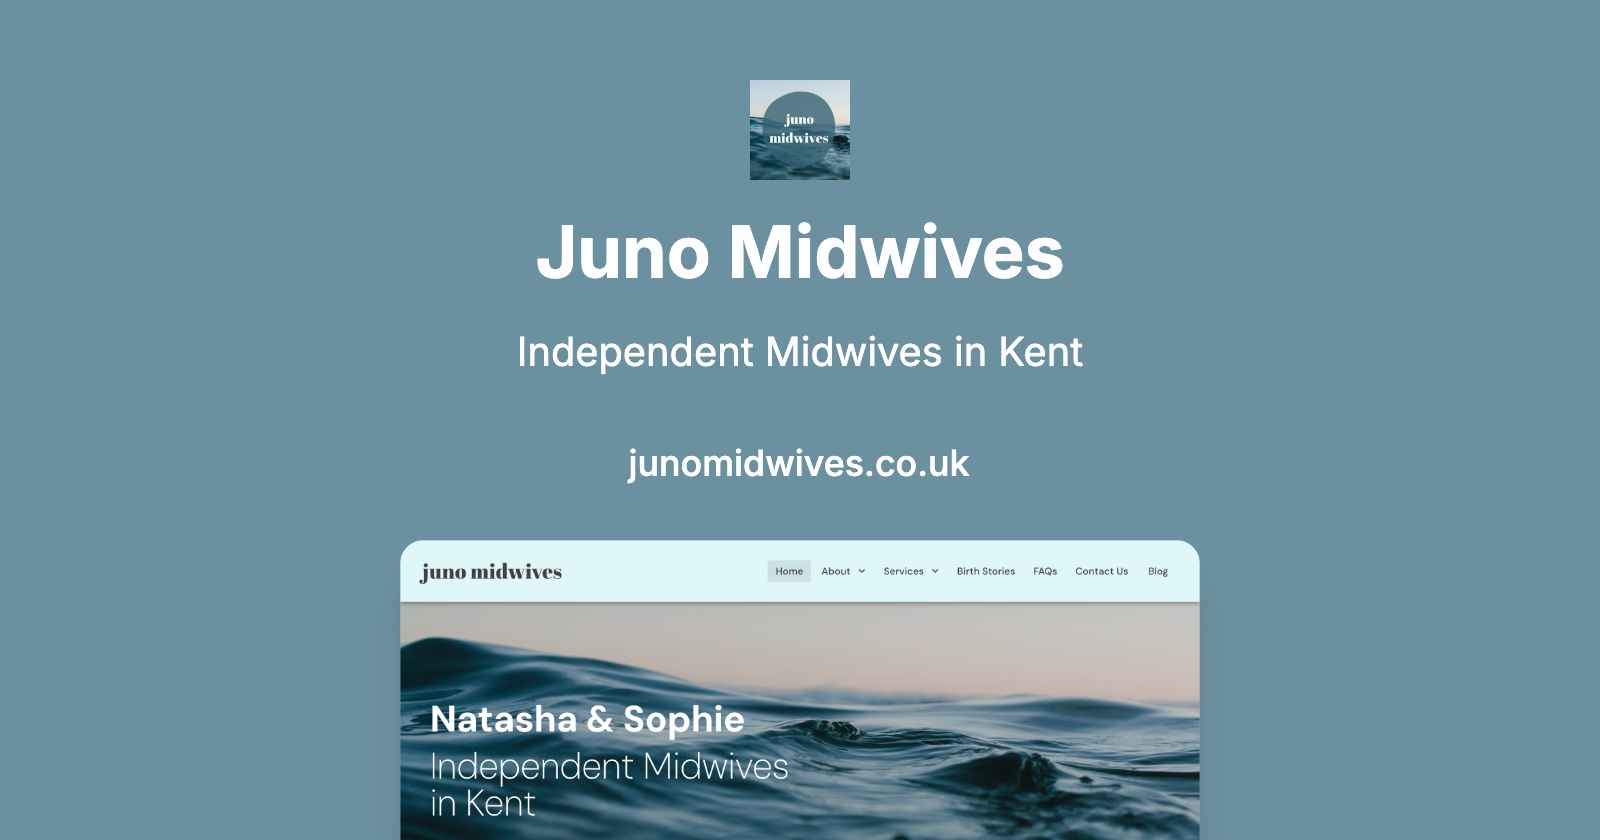 juno
midwives
Juno Midwives
Independent Midwives in Kent
junomidwives.co.uk
juno midwives
Home About Services Birth Stories FAQs Contact Us Blog
Natasha & Sophie
Independent Midwives
in Kent